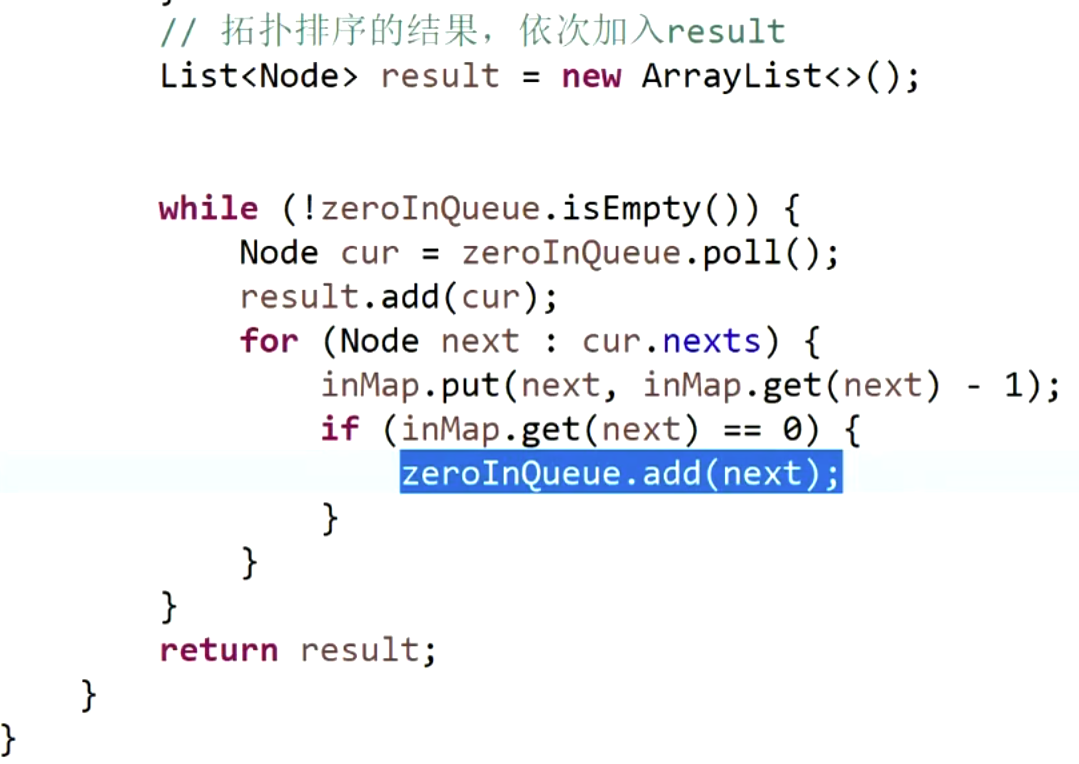 // 拓扑排序的结果，依次加入result
List<Node> result = new ArrayList<>();
while (!zeroInQueue.isEmpty()) {
Node cur = zeroInQueue.poll();
result.add(cur);
for (Node next : cur.nexts) {
inMap.put(next, inMap.get(next) - 1);
if (inMap.get(next) == 0) {
zeroInQueue.add(next);
}
}
}
return result;
}
}